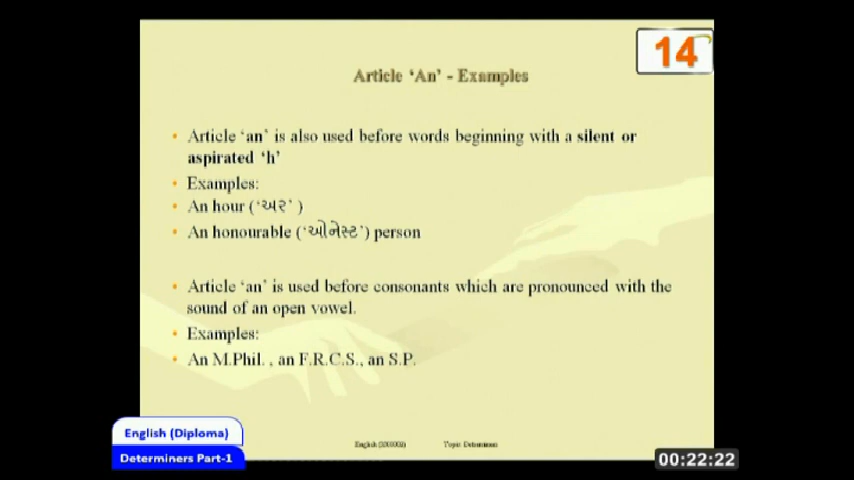 14
Article ‘An’ - Examples
• Article ‘an’ is also used before words beginning with a silent or
aspirated ‘h’
• Examples:
• An hour (‘અર’ )
• An honourable (‘ઓનેસ્ટ’) person
• Article ‘an’ is used before consonants which are pronounced with the
sound of an open vowel.
• Examples:
• An M.Phil. , an F.R.C.S., an S.P.
English (Diploma)
Determiners Part-1
Topic: Determiners
00:22:22